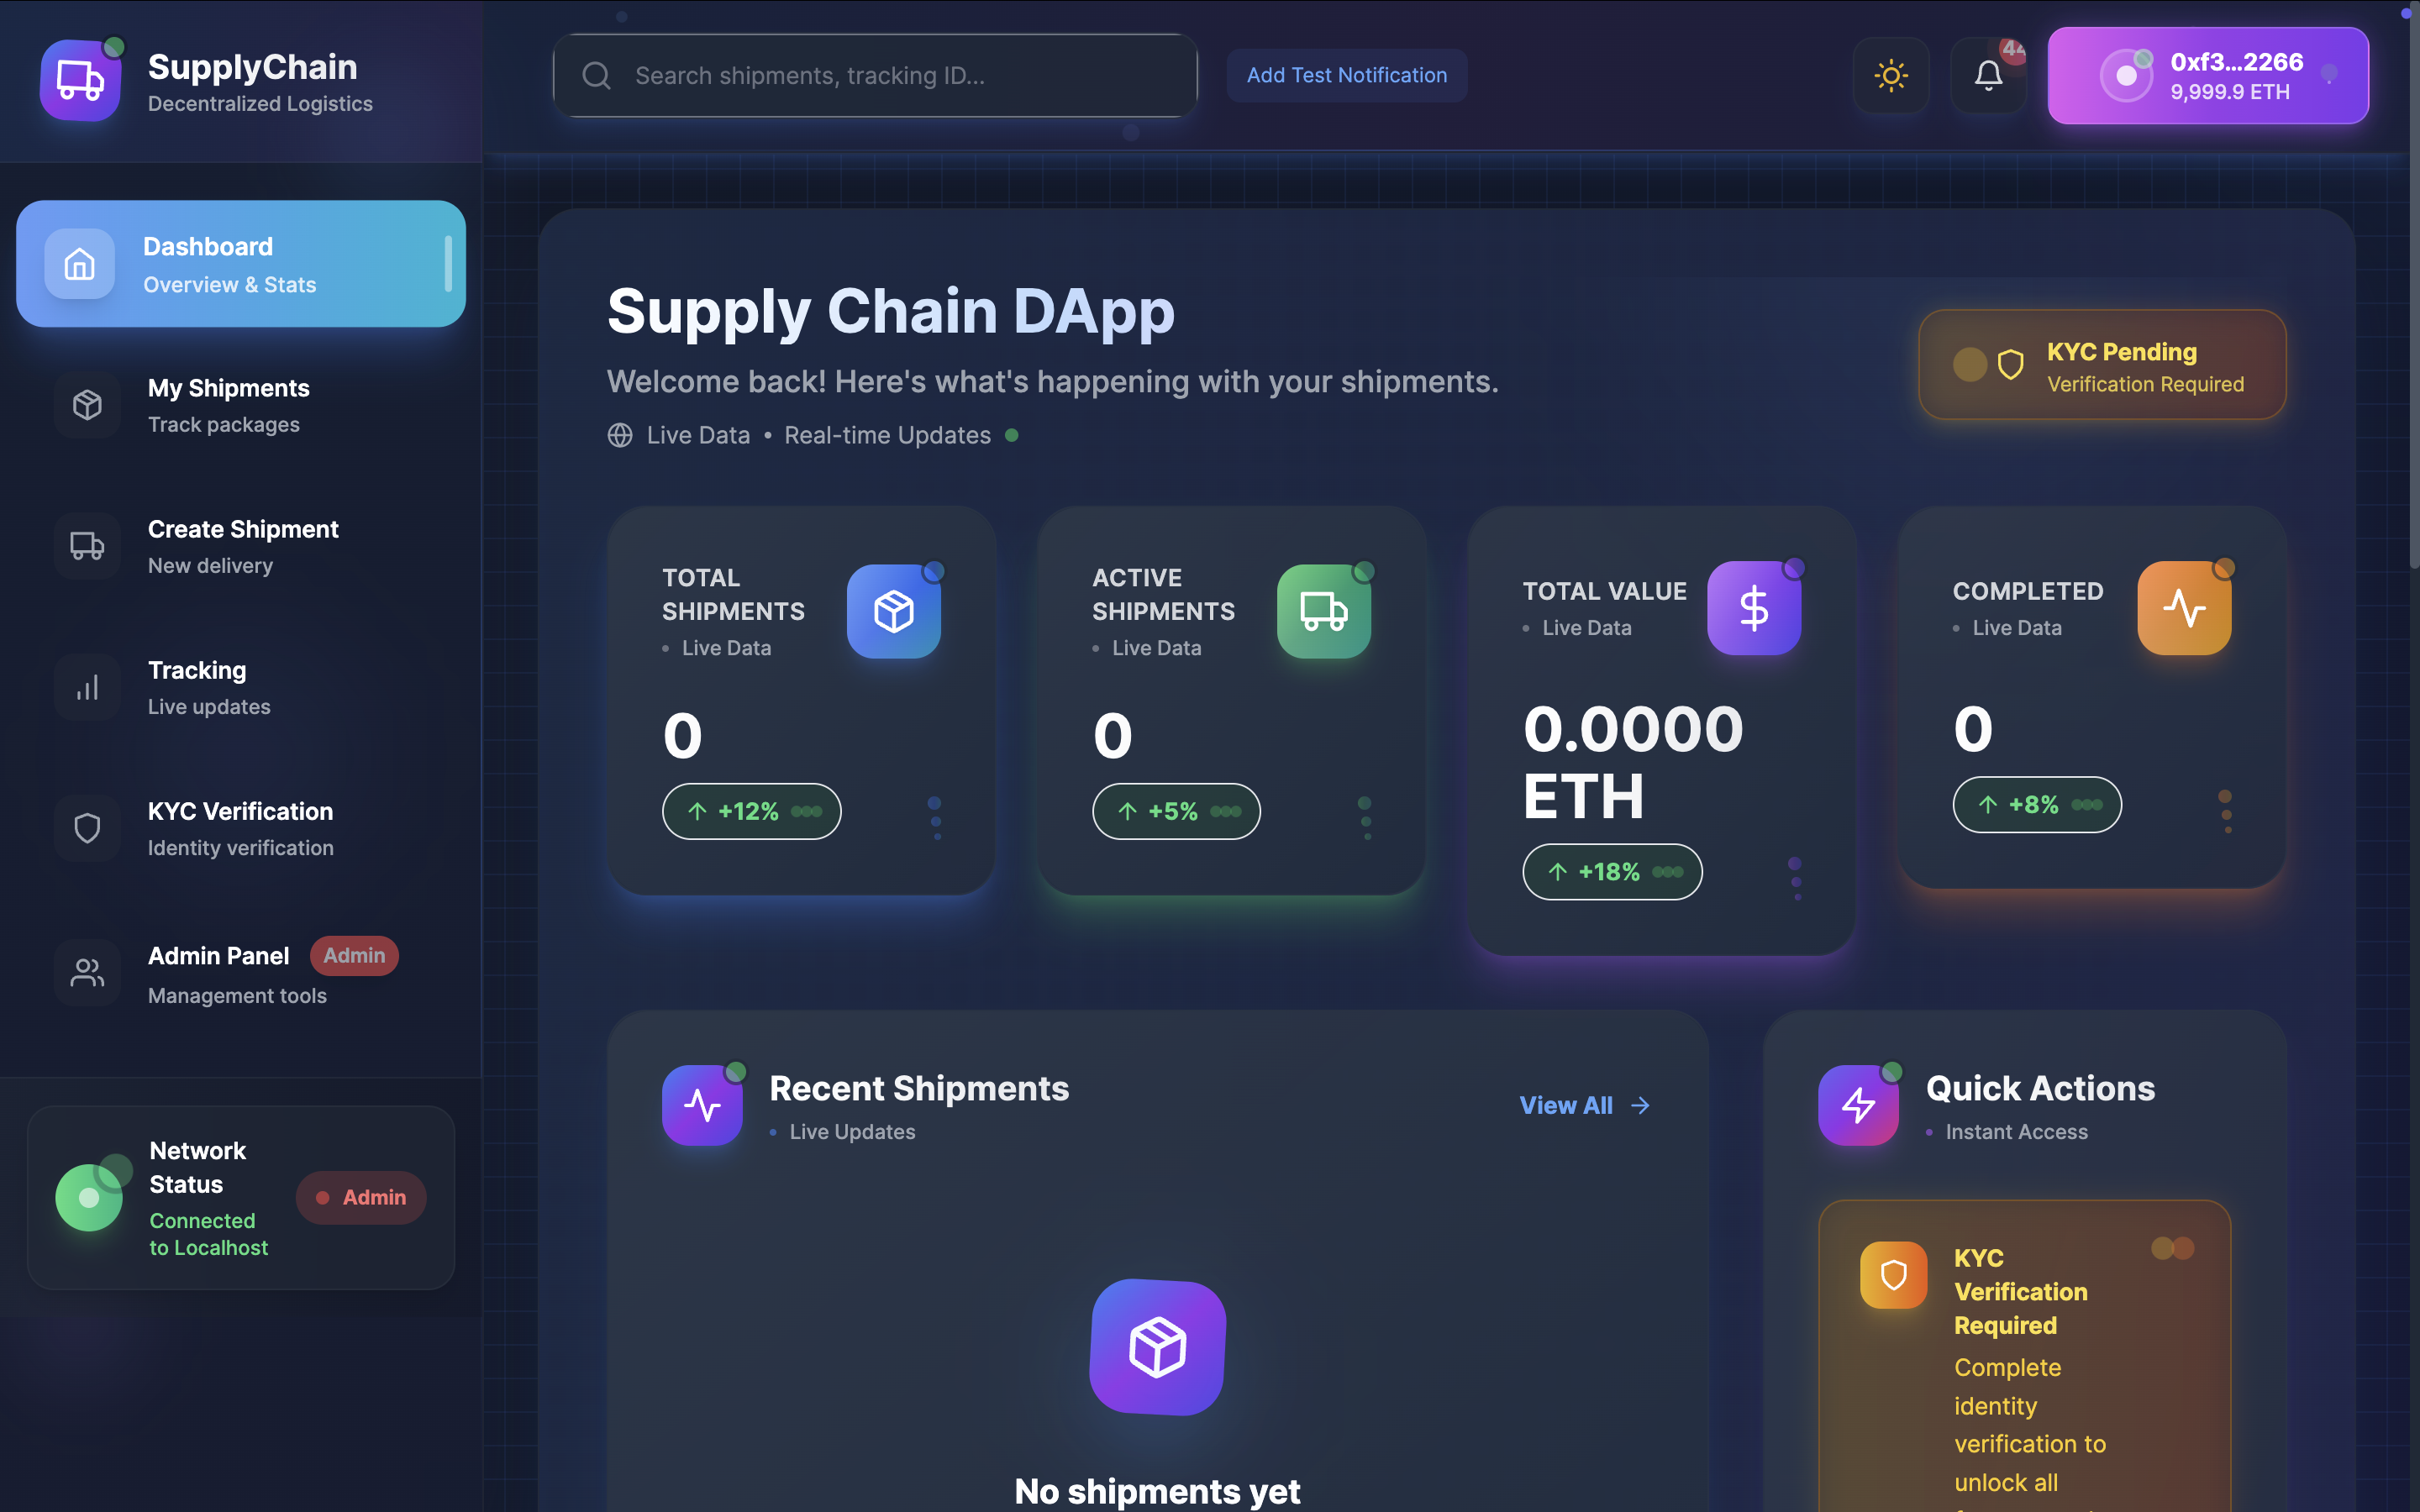 SupplyChain
Decentralized Logistics
Dashboard
Overview & Stats
My Shipments
Track packages
Create Shipment
New delivery
Tracking
Live updates
KYC Verification
Identity verification
Admin Panel Admin
Management tools
Network
Status
Connected
to Localhost
Admin
Search shipments, tracking ID...
Add Test Notification
44
0xf3...2266
9,999.9 ETH
Supply Chain DApp
Welcome back! Here's what's happening with your shipments.
Live Data • Real-time Updates
KYC Pending
Verification Required
TOTAL
SHIPMENTS
• Live Data
0
+12%
ACTIVE
SHIPMENTS
• Live Data
0
+5%
TOTAL VALUE
• Live Data
0.0000
ETH
+18%
COMPLETED
• Live Data
0
+8%
Recent Shipments
• Live Updates
View All
No shipments yet
Quick Actions
• Instant Access
KYC
Verification
Required
Complete
identity
verification to
unlock all